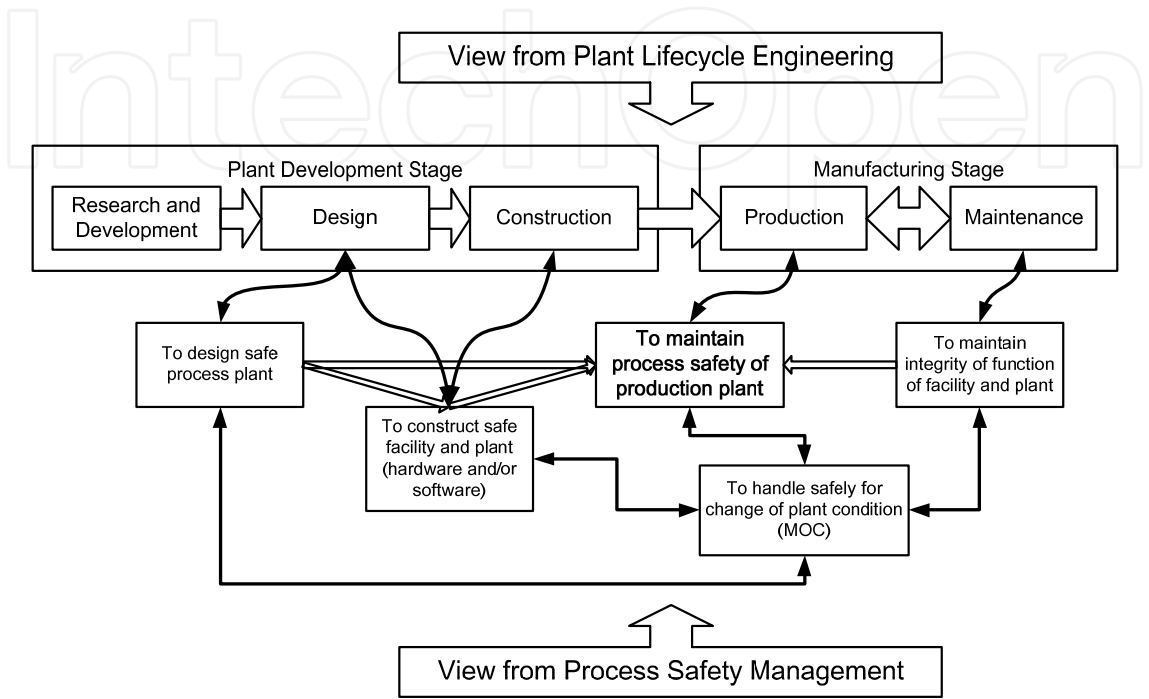 IntechOpen
View from Plant Lifecycle Engineering
Plant Development Stage
Manufacturing Stage
Research and
Development
Design
Construction
Production
Maintenance
To design safe
process plant
To maintain
process safety of
production plant
To maintain
integrity of function
of facility and plant
To construct safe
facility and plant
(hardware and/or
software)
To handle safely for
change of plant condition
(MOC)
View from Process Safety Management